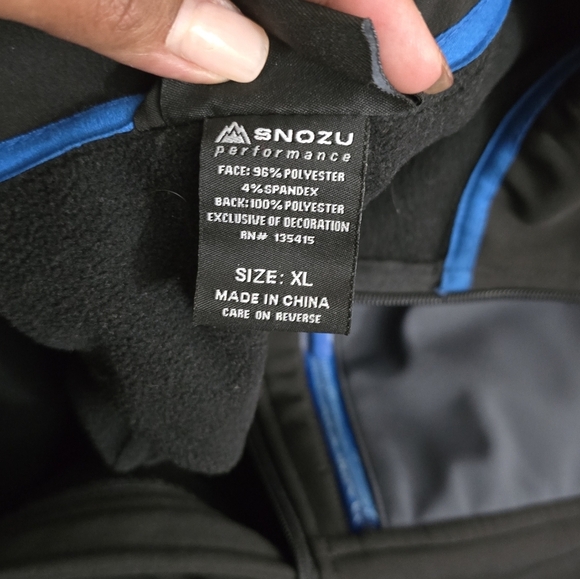 SNOZU
performance
FACE: 96% POLYESTER
4% SPANDEX
BACK: 100% POLYESTER
EXCLUSIVE OF DECORATION
RN# 135415
SIZE: XL
MADE IN CHINA
CARE ON REVERSE